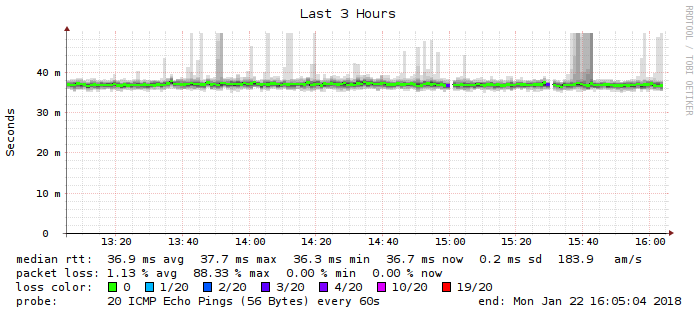 Last 3 Hours
RRDTOOL / TOBI OETIKER
Seconds
40 m
30 m
20 m
10 m
0
13:20 13:40 14:00 14:20 14:40 15:00 15:20 15:40 16:00
median rtt: 36.9 ms avg 37.7 ms max 36.3 ms min 36.7 ms now 0.2 ms sd 183.9 am/s
packet loss: 1.13 % avg 88.33 % max 0.00 % min 0.00 % now
loss color: 0 1/20 2/20 3/20 4/20 10/20 19/20
probe: 20 ICMP Echo Pings (56 Bytes) every 60s end: Mon Jan 22 16:05:04 2018